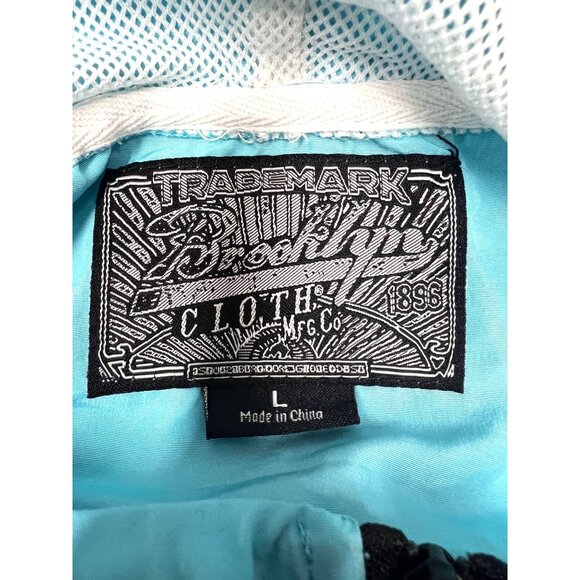 TRADEMARK
Brooklyn
CLOTH®
MFG.Co
1896
L
Made in China